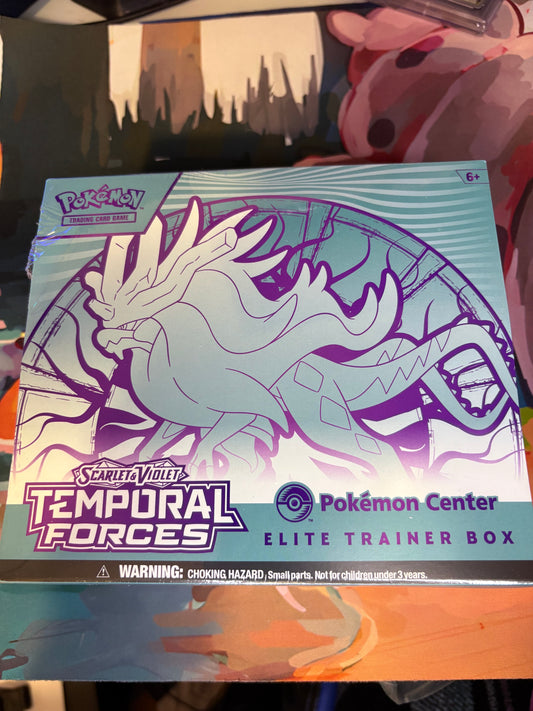 POKéMON
TRADING CARD GAME
6+
SCARLET & VIOLET
TEMPORAL
FORCES
Pokémon Center
TM
ELITE TRAINER BOX
⚠ WARNING: CHOKING HAZARD, Small parts. Not for children under 3 years.